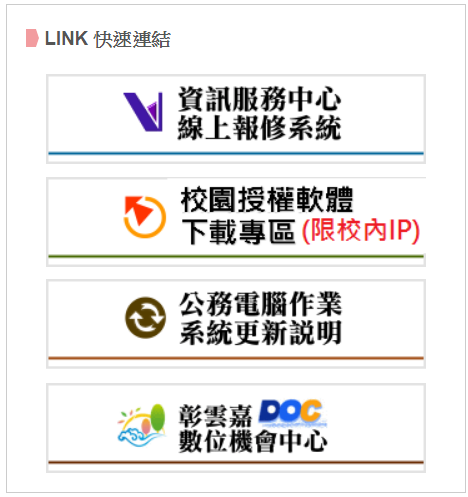 LINK 快速連結
資訊服務中心
線上報修系統
校園授權軟體
下載專區(限校內IP)
公務電腦作業
系統更新說明
彰雲嘉 DOC
數位機會中心